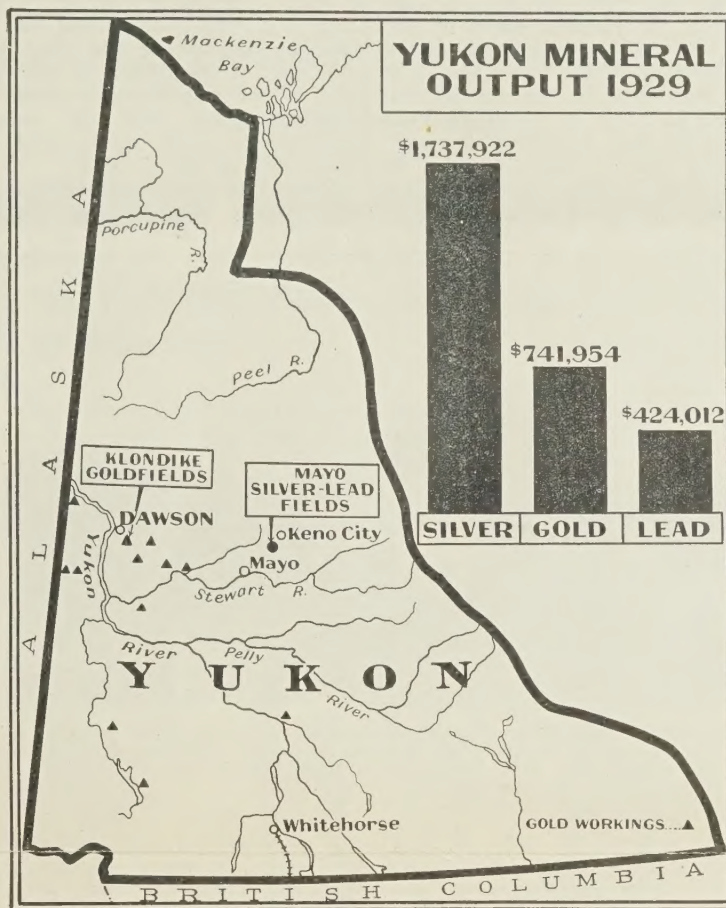 YUKON MINERAL
OUTPUT 1929
Mackenzie
Bay
$1,737,922
$741,954
$424,012
SILVER GOLD LEAD
ALASKA
Porcupine
R.
Peel R.
KLONDIKE
GOLDFIELDS
MAYO
SILVER-LEAD
FIELDS
DAWSON
Keno City
Mayo
Yukon
River
Stewart R.
Pelly
River
YUKON
Whitehorse
GOLD WORKINGS....
BRITISH COLUMBIA